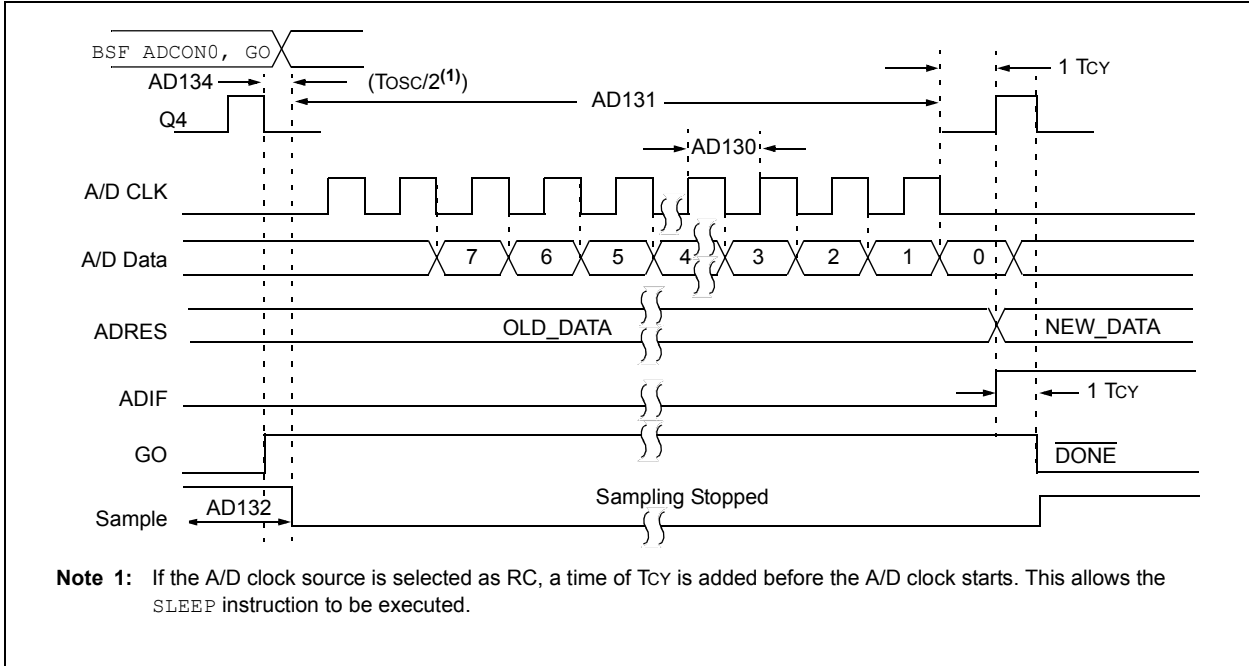 BSF ADCON0, GO
AD134
(TOSC/2(1))
1 TCY
AD131
Q4
AD130
A/D CLK
A/D Data
7 6 5 4 3 2 1 0
ADRES
OLD_DATA
NEW_DATA
ADIF
1 TCY
GO
DONE
Sample
AD132
Sampling Stopped
Note 1: If the A/D clock source is selected as RC, a time of TCY is added before the A/D clock starts. This allows the
SLEEP instruction to be executed.